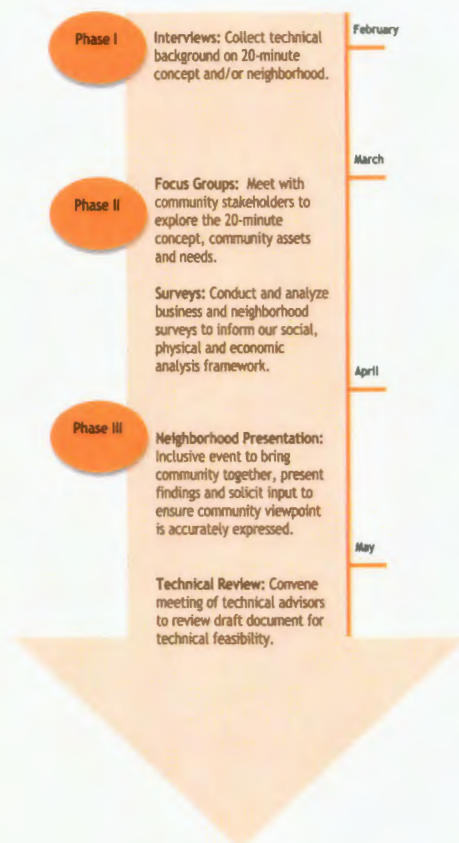 Phase I
Interviews: Collect technical
background on 20-minute
concept and/or neighborhood.
February
March
Phase II
Focus Groups: Meet with
community stakeholders to
explore the 20-minute
concept, community assets
and needs.
Surveys: Conduct and analyze
business and neighborhood
surveys to inform our social,
physical and economic
analysis framework.
April
Phase III
Neighborhood Presentation:
Inclusive event to bring
community together, present
findings and solicit input to
ensure community viewpoint
is accurately expressed.
May
Technical Review: Convene
meeting of technical advisors
to review draft document for
technical feasibility.